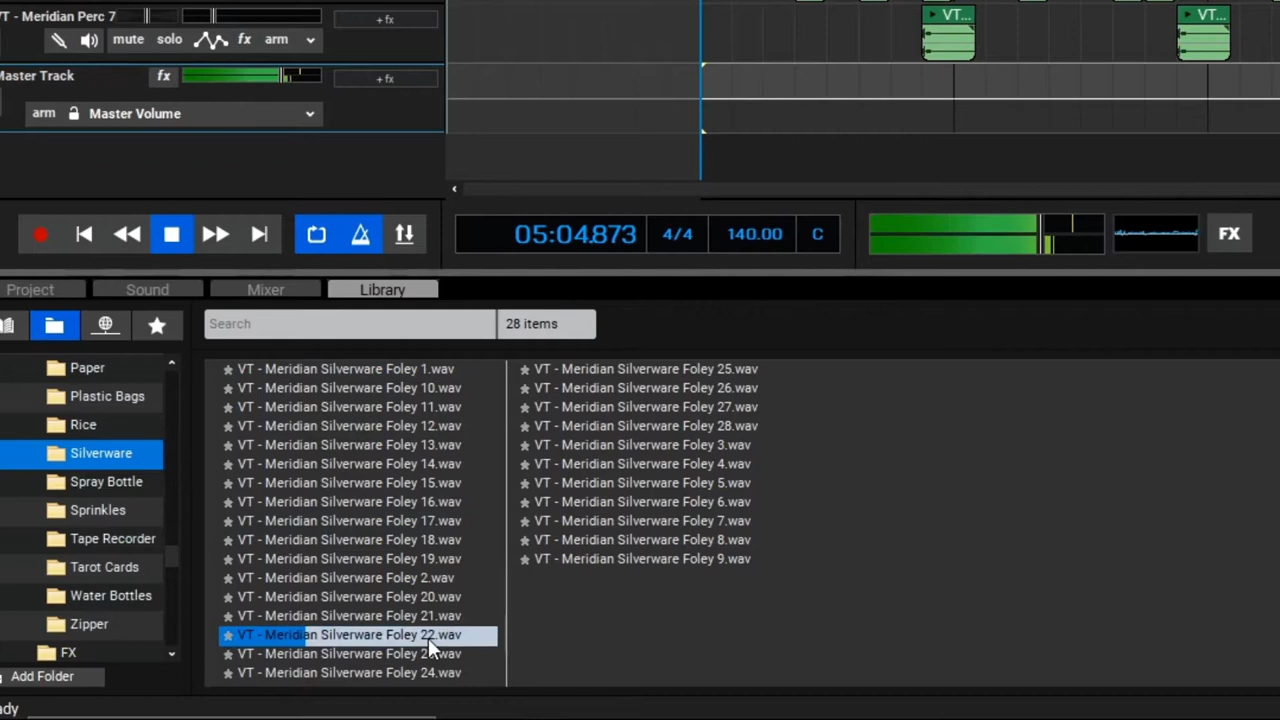 VT - Meridian Perc 7
+ fx
VT...
VT...
mute solo fx arm
Master Track
fx
+ fx
arm Master Volume
05:04.873
4/4
140.00
C
FX
Project
Sound
Mixer
Library
Search
28 items
Paper
Plastic Bags
Rice
Silverware
Spray Bottle
Sprinkles
Tape Recorder
Tarot Cards
Water Bottles
Zipper
FX
Add Folder
VT - Meridian Silverware Foley 1.wav
VT - Meridian Silverware Foley 10.wav
VT - Meridian Silverware Foley 11.wav
VT - Meridian Silverware Foley 12.wav
VT - Meridian Silverware Foley 13.wav
VT - Meridian Silverware Foley 14.wav
VT - Meridian Silverware Foley 15.wav
VT - Meridian Silverware Foley 16.wav
VT - Meridian Silverware Foley 17.wav
VT - Meridian Silverware Foley 18.wav
VT - Meridian Silverware Foley 19.wav
VT - Meridian Silverware Foley 2.wav
VT - Meridian Silverware Foley 20.wav
VT - Meridian Silverware Foley 21.wav
VT - Meridian Silverware Foley 22.wav
VT - Meridian Silverware Foley 23.wav
VT - Meridian Silverware Foley 24.wav
VT - Meridian Silverware Foley 25.wav
VT - Meridian Silverware Foley 26.wav
VT - Meridian Silverware Foley 27.wav
VT - Meridian Silverware Foley 28.wav
VT - Meridian Silverware Foley 3.wav
VT - Meridian Silverware Foley 4.wav
VT - Meridian Silverware Foley 5.wav
VT - Meridian Silverware Foley 6.wav
VT - Meridian Silverware Foley 7.wav
VT - Meridian Silverware Foley 8.wav
VT - Meridian Silverware Foley 9.wav
ady